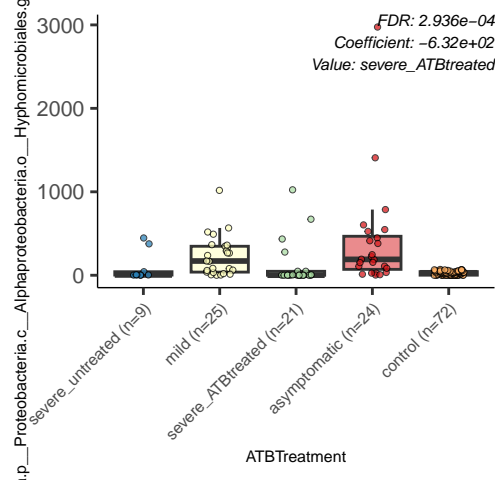 a.p__Proteobacteria.c__Alphaproteobacteria.o__Hyphomicrobiales.g
3000
2000
1000
0
FDR: 2.936e−04
Coefficient: −6.32e+02
Value: severe_ATBtreated
severe_untreated (n=9)
mild (n=25)
severe_ATBtreated (n=21)
asymptomatic (n=24)
control (n=72)
ATBTreatment